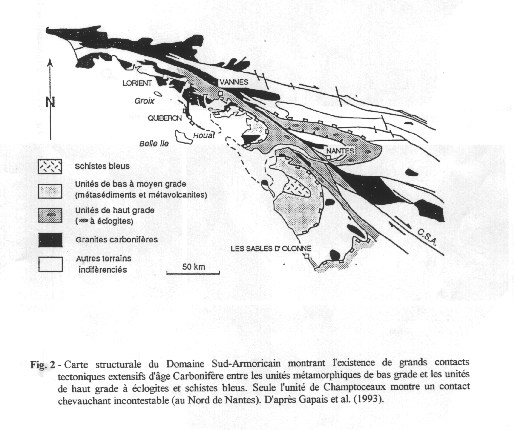 LORIENT
VANNES
Groix
N
QUIBERON
Houat
Belle Ile
NANTES
schistes bleus
Unités de bas à moyen grade
(métasédiments et métavolcanites)
Unités de haut grade
( à éclogites)
Granites carbonifères
Autres terrains
indifférenciés
50 km
LES SABLES D'OLONNE
C.S.A.
Fig. 2 - Carte structurale du Domaine Sud-Armoricain montrant l'existence de grands contacts
tectoniques extensifs d'âge Carbonifère entre les unités métamorphiques de bas grade et les unités
de haut grade à éclogites et schistes bleus. Seule l'unité de Champtoceaux montre un contact
chevauchant incontestable (au Nord de Nantes). D'après Gapais et al. (1993).